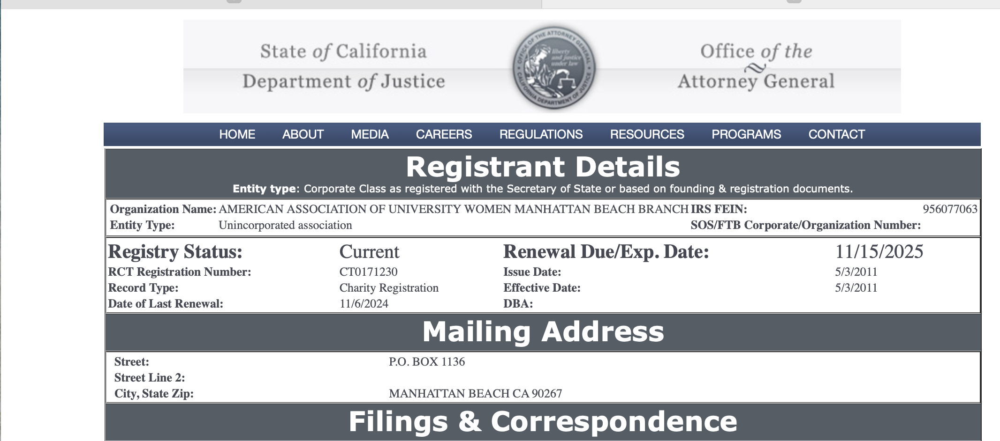 State of California
Department of Justice
OFFICE OF THE ATTORNEY GENERAL
liberty
and justice
under law
CALIFORNIA DEPARTMENT OF JUSTICE
Office of the
Attorney General
HOME ABOUT MEDIA CAREERS REGULATIONS RESOURCES PROGRAMS CONTACT
Registrant Details
Entity type: Corporate Class as registered with the Secretary of State or based on founding & registration documents.
Organization Name: AMERICAN ASSOCIATION OF UNIVERSITY WOMEN MANHATTAN BEACH BRANCH IRS FEIN: 956077063
Entity Type: Unincorporated association SOS/FTB Corporate/Organization Number:
Registry Status: Current Renewal Due/Exp. Date: 11/15/2025
RCT Registration Number: CT0171230 Issue Date: 5/3/2011
Record Type: Charity Registration Effective Date: 5/3/2011
Date of Last Renewal: 11/6/2024 DBA:
Mailing Address
Street: P.O. BOX 1136
Street Line 2:
City, State Zip: MANHATTAN BEACH CA 90267
Filings & Correspondence